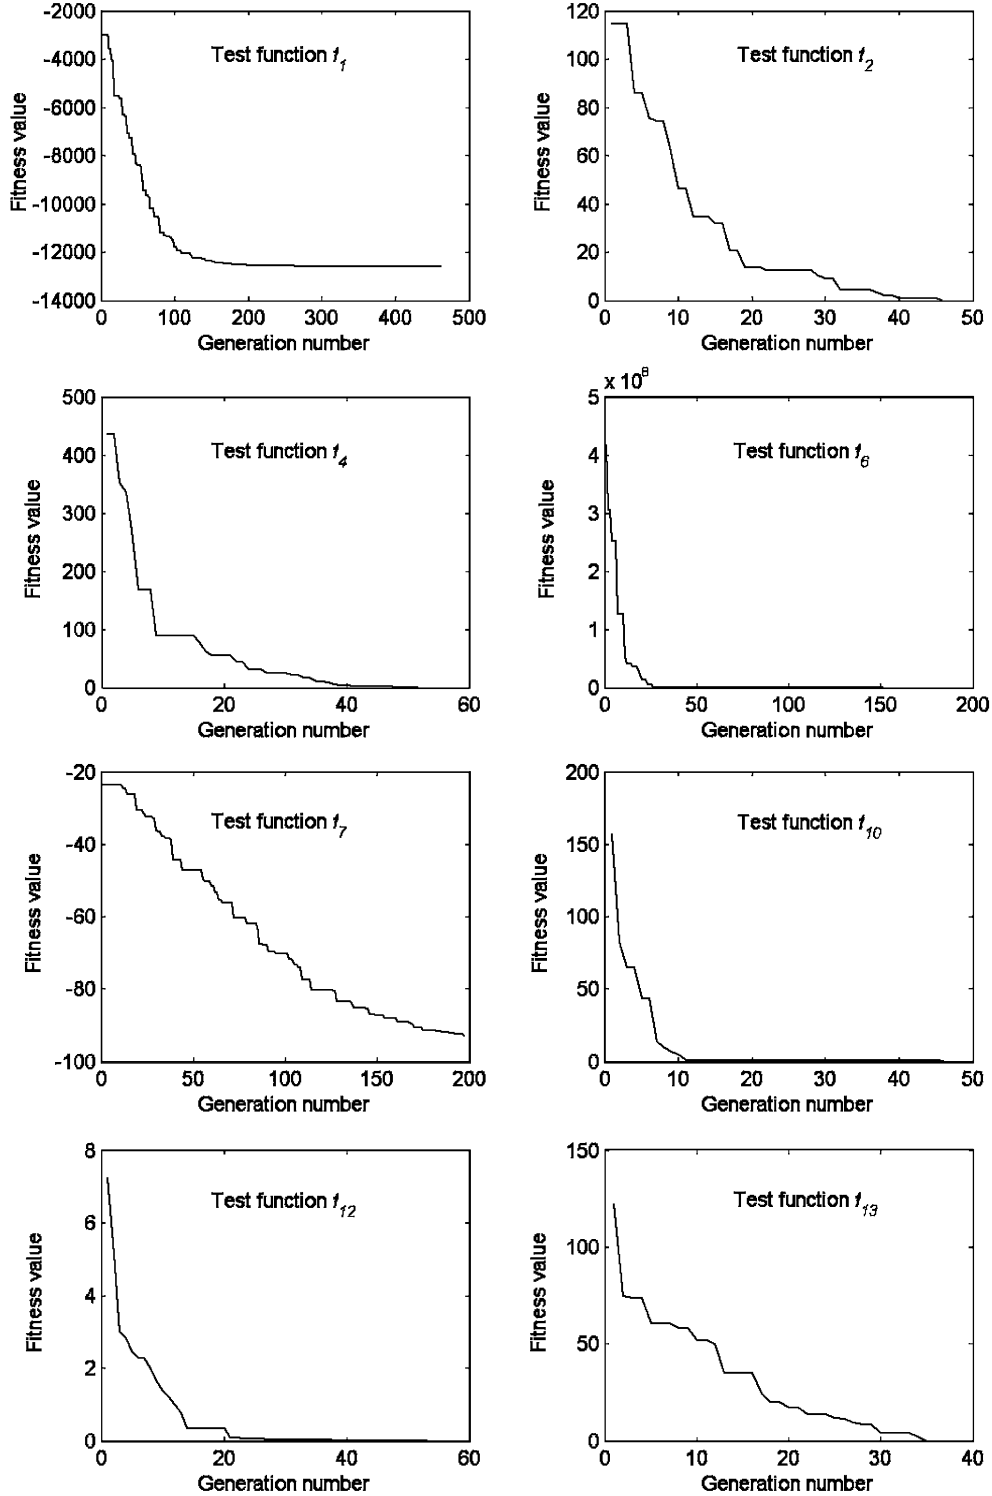 -2000
-4000
-6000
-8000
-10000
-12000
-14000
Fitness value
Test function f1
0 100 200 300 400 500
Generation number
120
100
80
60
40
20
0
Fitness value
Test function f2
0 10 20 30 40 50
Generation number
500
400
300
200
100
0
Fitness value
Test function f4
0 20 40 60
Generation number
x 10^8
5
4
3
2
1
0
Fitness value
Test function f6
50 100 150 200
Generation number
-20
-40
-60
-80
-100
Fitness value
Test function f7
0 50 100 150 200
Generation number
200
150
100
50
0
Fitness value
Test function f10
0 10 20 30 40 50
Generation number
8
6
4
2
0
Fitness value
Test function f12
0 20 40 60
Generation number
150
100
50
0
Fitness value
Test function f13
0 10 20 30 40
Generation number